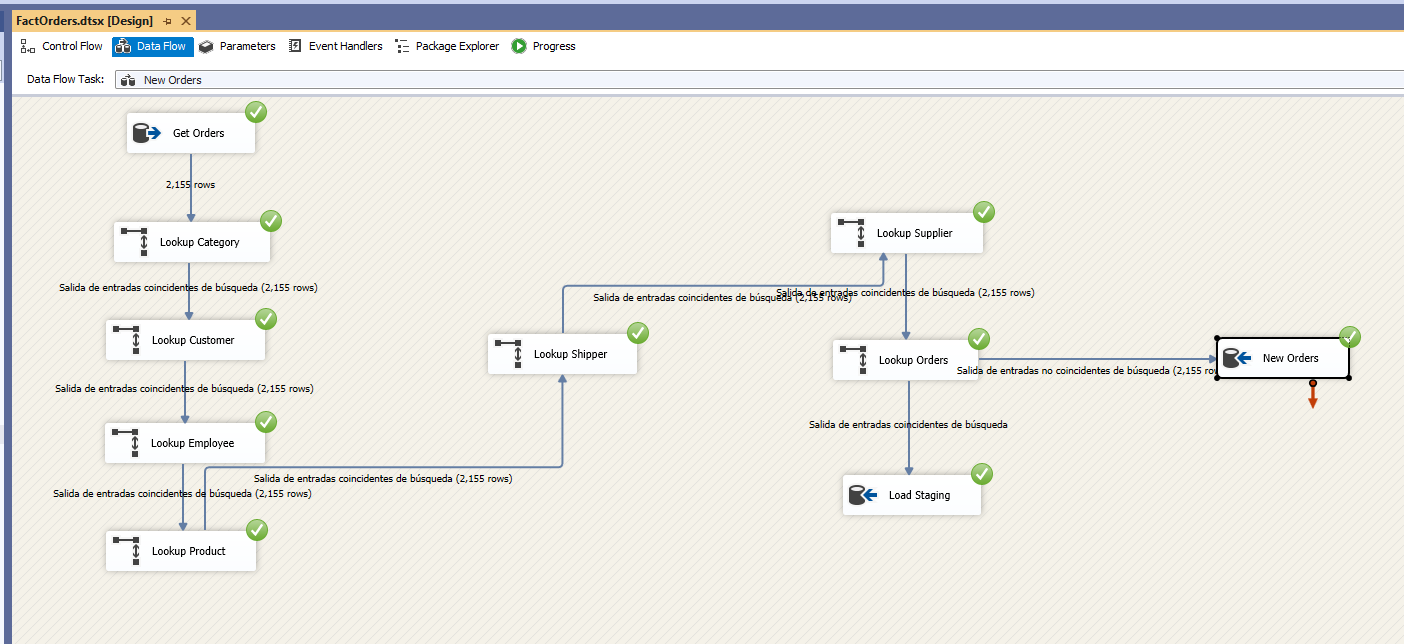 FactOrders.dtsx [Design]
Control Flow
Data Flow
Parameters
Event Handlers
Package Explorer
Progress
Data Flow Task:
New Orders
Get Orders
2,155 rows
Lookup Category
Salida de entradas coincidentes de búsqueda (2,155 rows)
Lookup Customer
Salida de entradas coincidentes de búsqueda (2,155 rows)
Lookup Employee
Salida de entradas coincidentes de búsqueda (2,155 rows)
Lookup Product
Salida de entradas coincidentes de búsqueda (2,155 rows)
Lookup Shipper
Salida de entradas coincidentes de búsqueda (2,155 rows)
Lookup Supplier
Salida de entradas coincidentes de búsqueda (2,155 rows)
Lookup Orders
Salida de entradas no coincidentes de búsqueda (2,155 ro
New Orders
Salida de entradas coincidentes de búsqueda
Load Staging